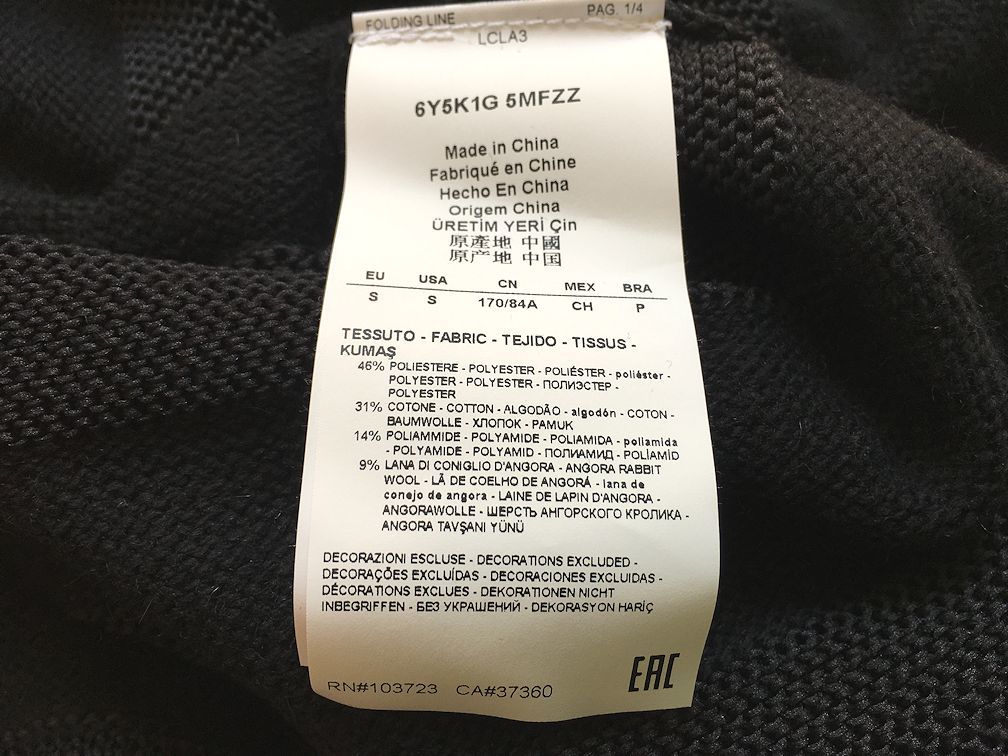 FOLDING LINE PAG. 1/4
LCLA3
6Y5K1G 5MFZZ
Made in China
Fabriqué en Chine
Hecho En China
Origem China
ÜRETİM YERİ Çin
原產地 中國
原产地 中国
EU USA CN MEX BRA
S S 170/84A CH P
TESSUTO - FABRIC - TEJIDO - TISSUS -
KUMAŞ
46% POLIESTERE - POLYESTER - POLIÉSTER - poliéster -
POLYESTER - POLYESTER - ПОЛИЭСТЕР -
POLYESTER
31% COTONE - COTTON - ALGODÃO - algodón - COTON -
BAUMWOLLE - ХЛОПОК - PAMUK
14% POLIAMMIDE - POLYAMIDE - POLIAMIDA - poliamida
- POLYAMIDE - POLYAMID - ПОЛИАМИД - POLİAMİD
9% LANA DI CONIGLIO D'ANGORA - ANGORA RABBIT
WOOL - LÃ DE COELHO DE ANGORÁ - lana de
conejo de angora - LAINE DE LAPIN D'ANGORA -
ANGORAWOLLE - ШЕРСТЬ АНГОРСКОГО КРОЛИКА -
ANGORA TAVŞANI YÜNÜ
DECORAZIONI ESCLUSE - DECORATIONS EXCLUDED -
DECORAÇÕES EXCLUÍDAS - DECORACIONES EXCLUIDAS -
DÉCORATIONS EXCLUES - DEKORATIONEN NICHT
INBEGRIFFEN - БЕЗ УКРАШЕНИЙ - DEKORASYON HARİÇ
RN#103723 CA#37360 EAC